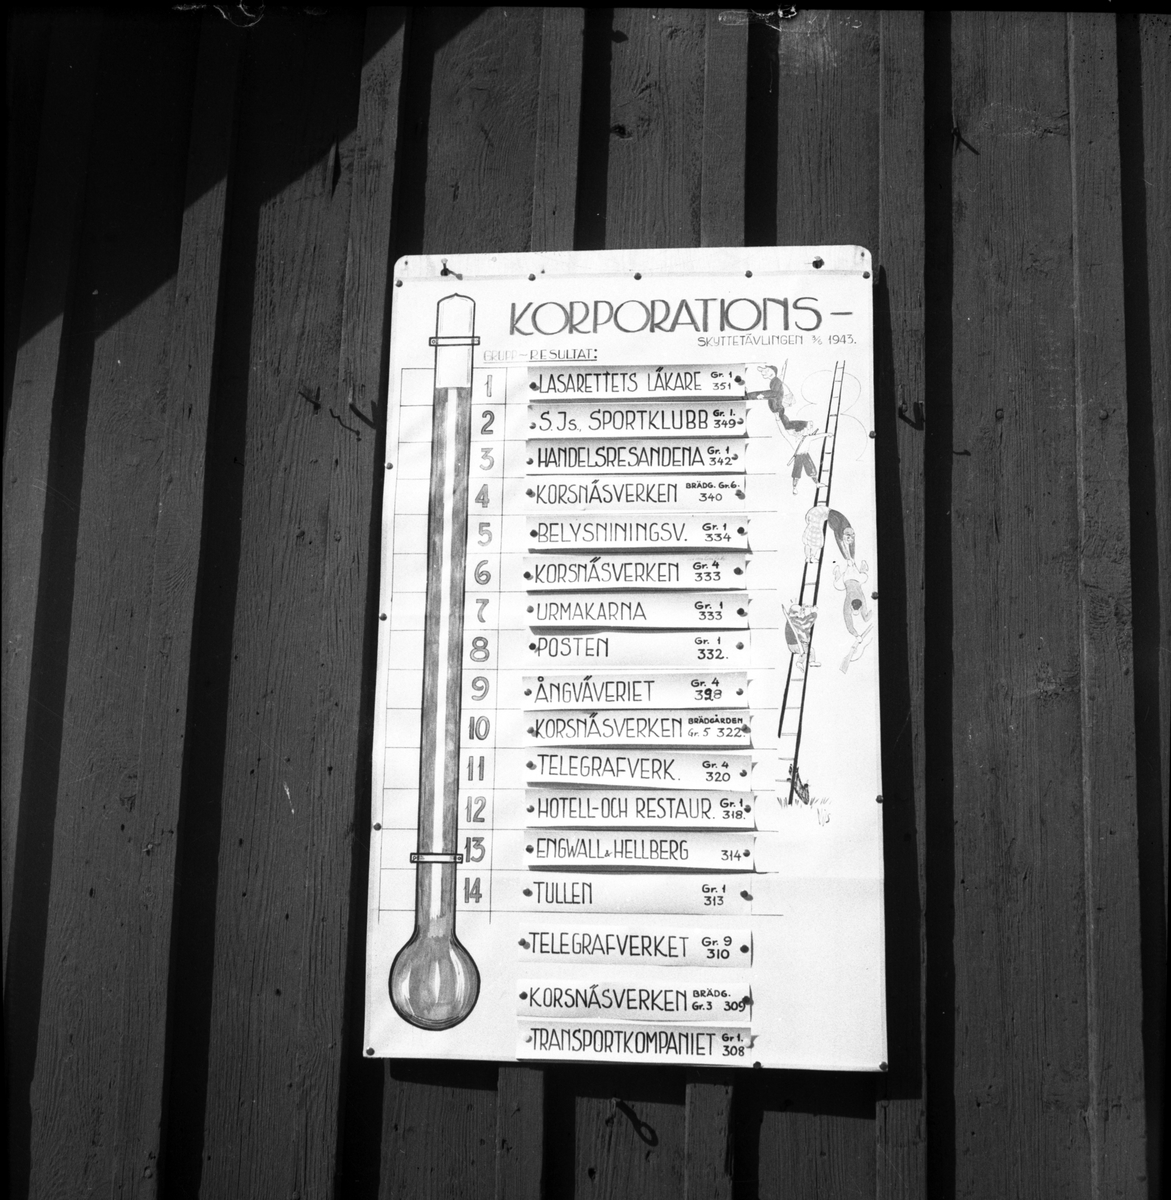 KORPORATIONS-
SKYTTETÄVLINGEN 1943.
GRUPP-RESULTAT:
1 LASARETTETS LÄKARE Gr. 1 351
2 S.Js. SPORTKLUBB Gr. 1. 349
3 HANDELSRESANDENA Gr. 1 342
4 KORSNÄSVERKEN BRÄDG. Gr. 6. 340
5 BELYSNININGSV. Gr. 1 334
6 KORSNÄSVERKEN Gr. 4 333
7 URMAKARNA Gr. 1 333
8 POSTEN Gr. 1 332.
9 ÅNGVÄVERIET Gr. 4
10 KORSNÄSVERKEN BRÄDGÅRDEN Gr. 5 322.
11 TELEGRAFVERK. Gr. 4 320
12 HOTELL-OCH RESTAUR. Gr. 1. 318.
13 ENGWALL & HELLBERG 314
14 TULLEN Gr. 1 313
TELEGRAFVERKET Gr. 9 310
KORSNÄSVERKEN BRÄDG. Gr. 3 309
TRANSPORTKOMPANIET Gr 1. 308